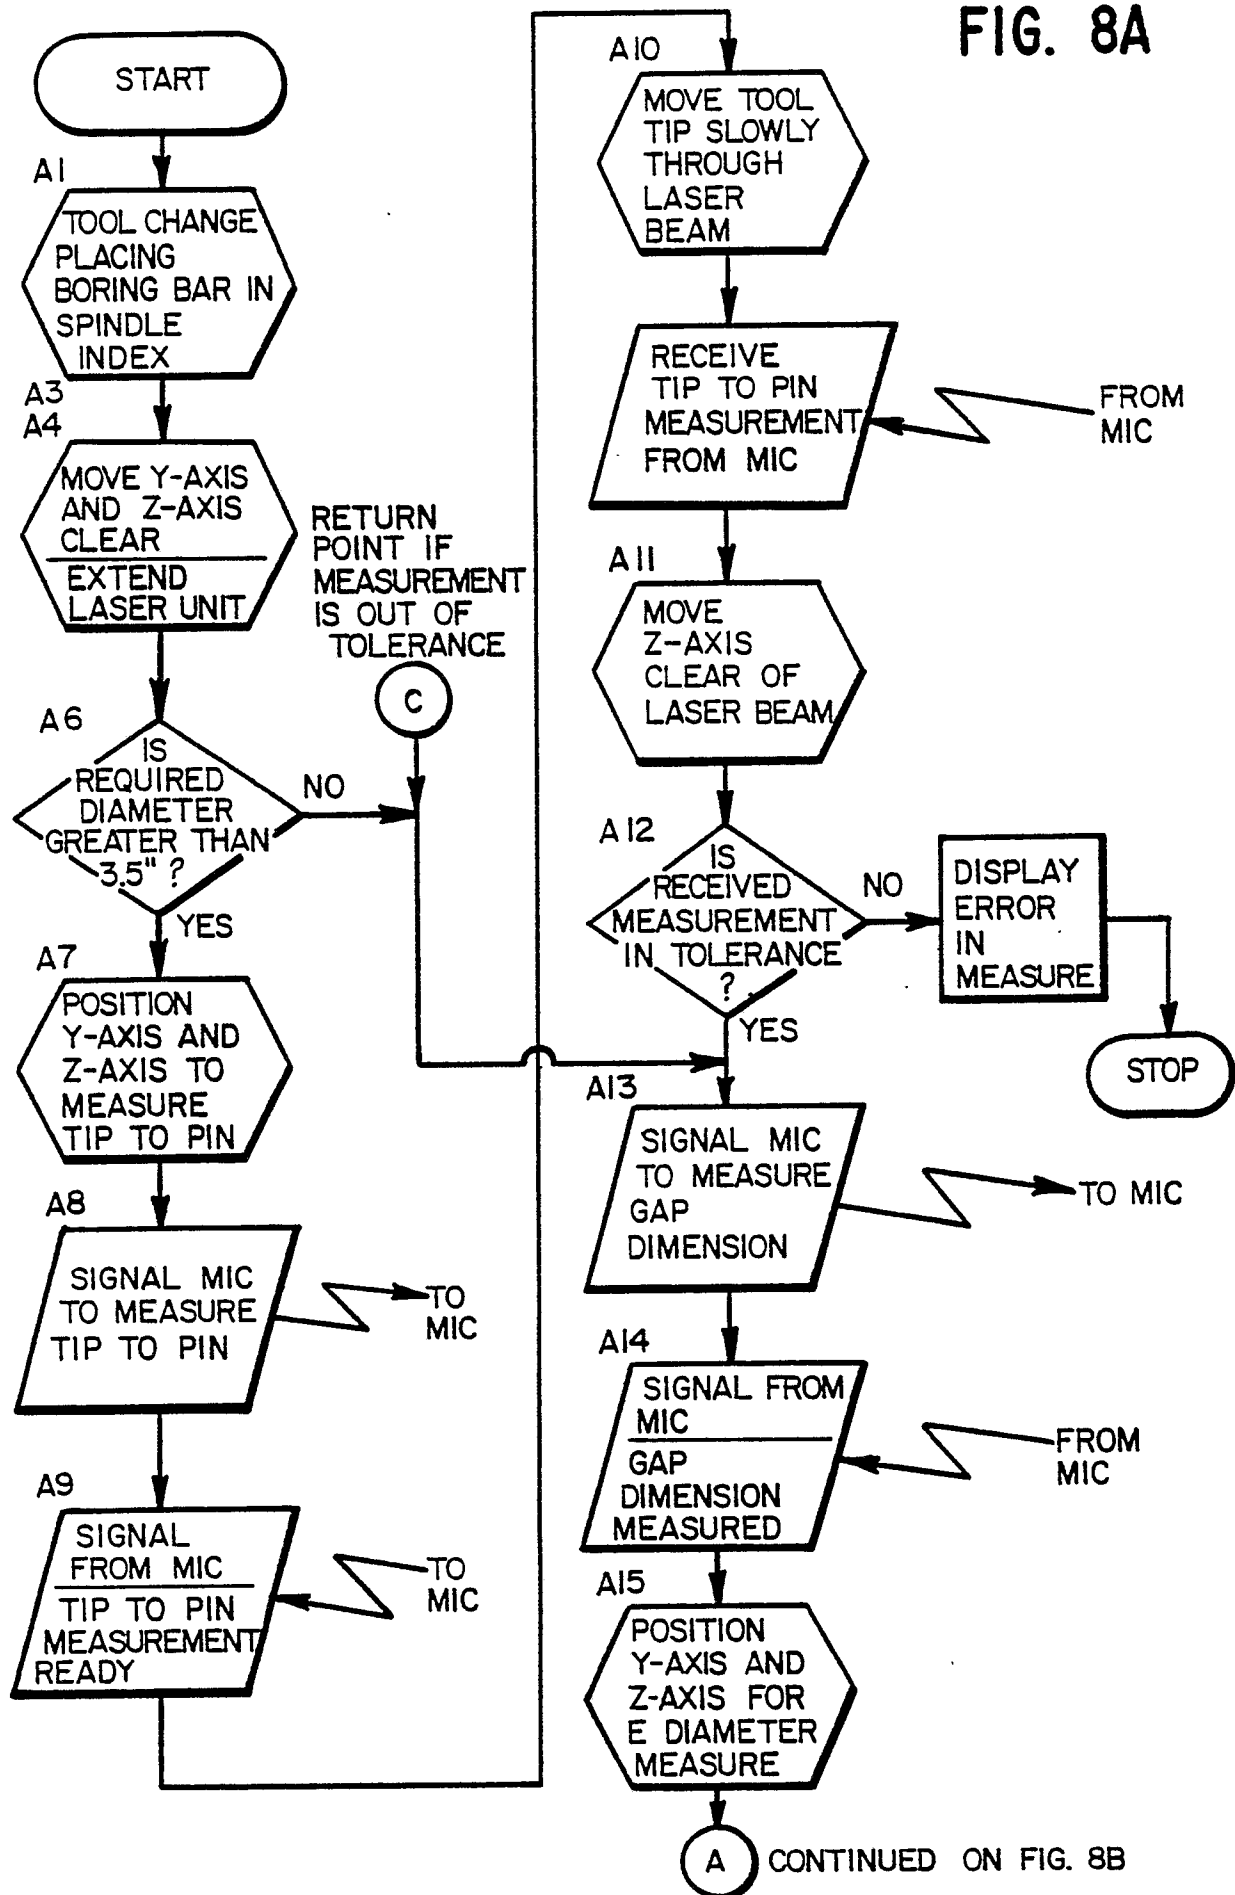 FIG. 8A
START
A1
TOOL CHANGE
PLACING
BORING BAR IN
SPINDLE
INDEX
A3
A4
MOVE Y-AXIS
AND Z-AXIS
CLEAR
EXTEND
LASER UNIT
RETURN
POINT IF
MEASUREMENT
IS OUT OF
TOLERANCE
C
A6
IS
REQUIRED
DIAMETER
GREATER THAN
3.5" ?
NO
YES
A7
POSITION
Y-AXIS AND
Z-AXIS TO
MEASURE
TIP TO PIN
A8
SIGNAL MIC
TO MEASURE
TIP TO PIN
TO
MIC
A9
SIGNAL
FROM MIC
TIP TO PIN
MEASUREMENT
READY
TO
MIC
A10
MOVE TOOL
TIP SLOWLY
THROUGH
LASER
BEAM
RECEIVE
TIP TO PIN
MEASUREMENT
FROM MIC
FROM
MIC
A11
MOVE
Z-AXIS
CLEAR OF
LASER BEAM
A12
IS
RECEIVED
MEASUREMENT
IN TOLERANCE
?
NO
DISPLAY
ERROR
IN
MEASURE
STOP
YES
A13
SIGNAL MIC
TO MEASURE
GAP
DIMENSION
TO MIC
A14
SIGNAL FROM
MIC
GAP
DIMENSION
MEASURED
FROM
MIC
A15
POSITION
Y-AXIS AND
Z-AXIS FOR
E DIAMETER
MEASURE
A CONTINUED ON FIG. 8B